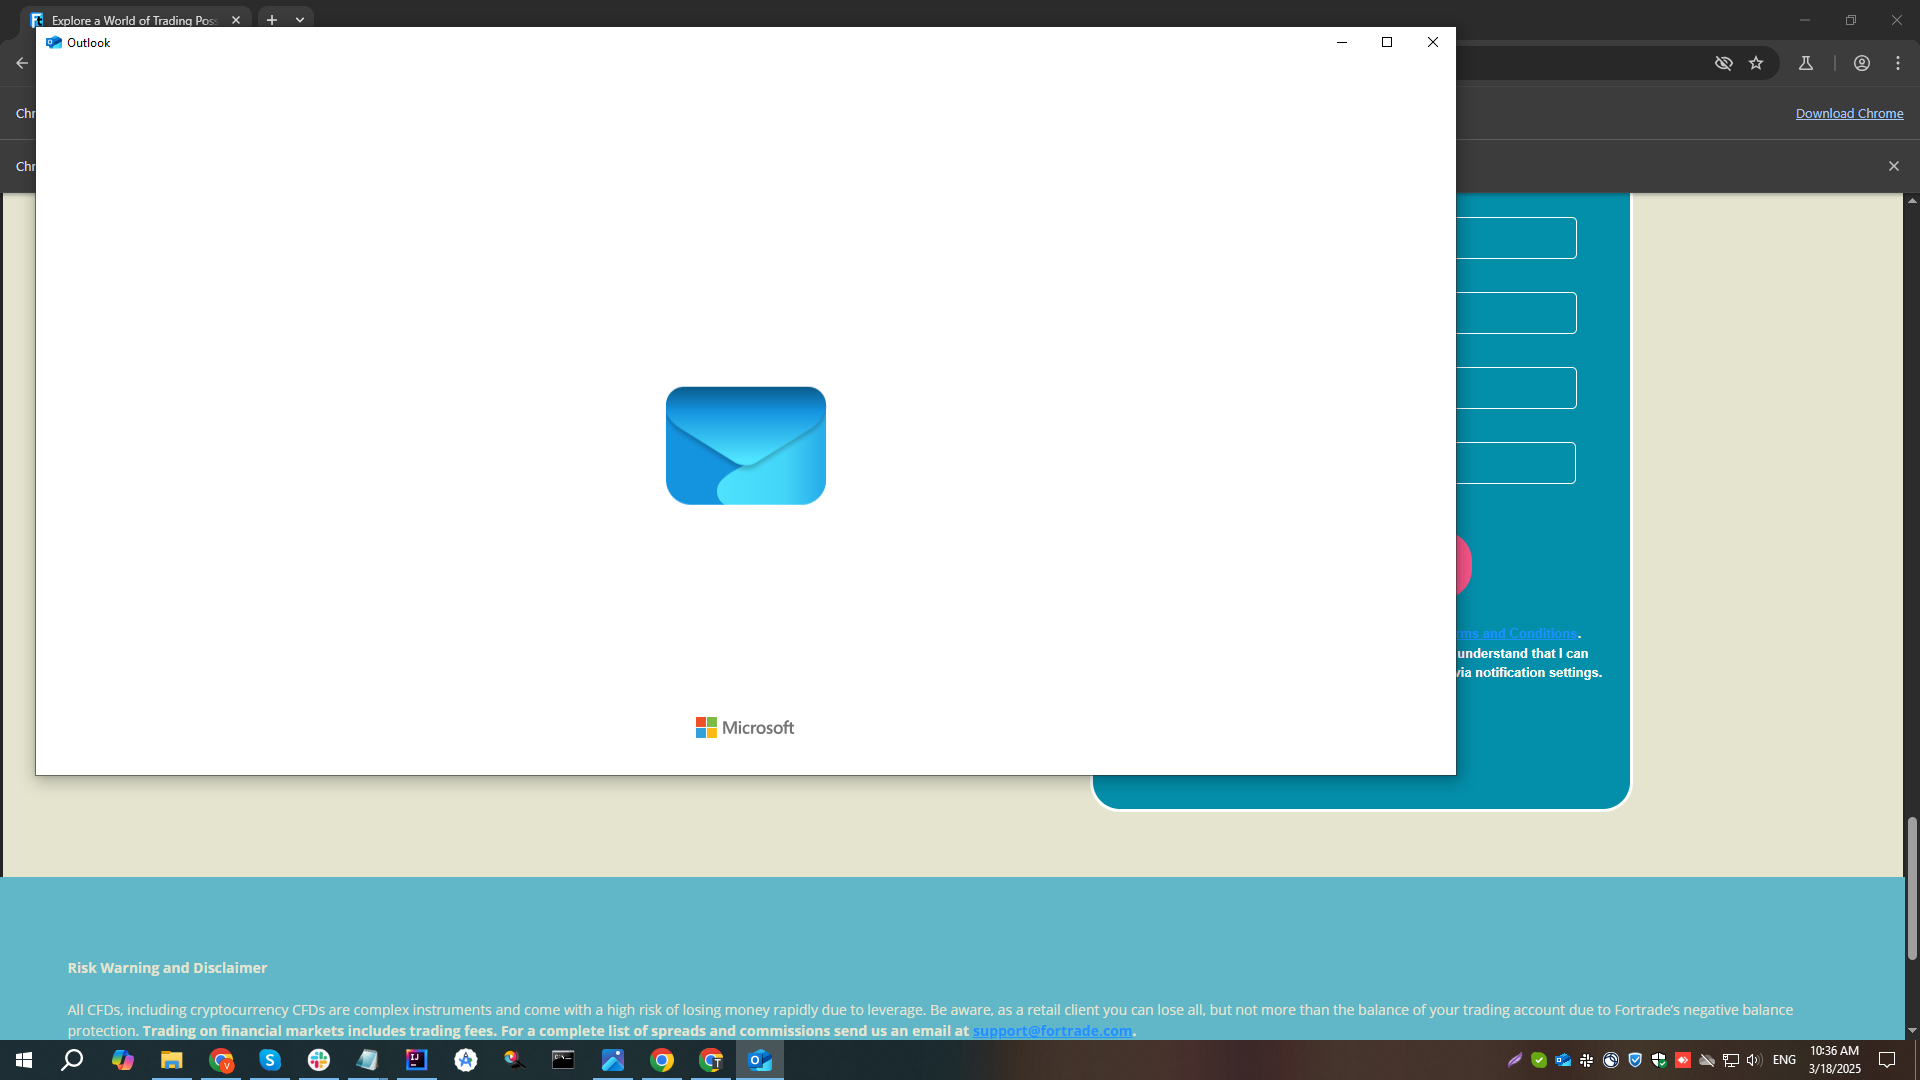 Explore a World of Trading Poss
Outlook
Chr
Download Chrome
Chr
Microsoft
rms and Conditions.
understand that I can
via notification settings.
Risk Warning and Disclaimer
All CFDs, including cryptocurrency CFDs are complex instruments and come with a high risk of losing money rapidly due to leverage. Be aware, as a retail client you can lose all, but not more than the balance of your trading account due to Fortrade's negative balance
protection. Trading on financial markets includes trading fees. For a complete list of spreads and commissions send us an email at support@fortrade.com.
ENG
10:36 AM
3/18/2025